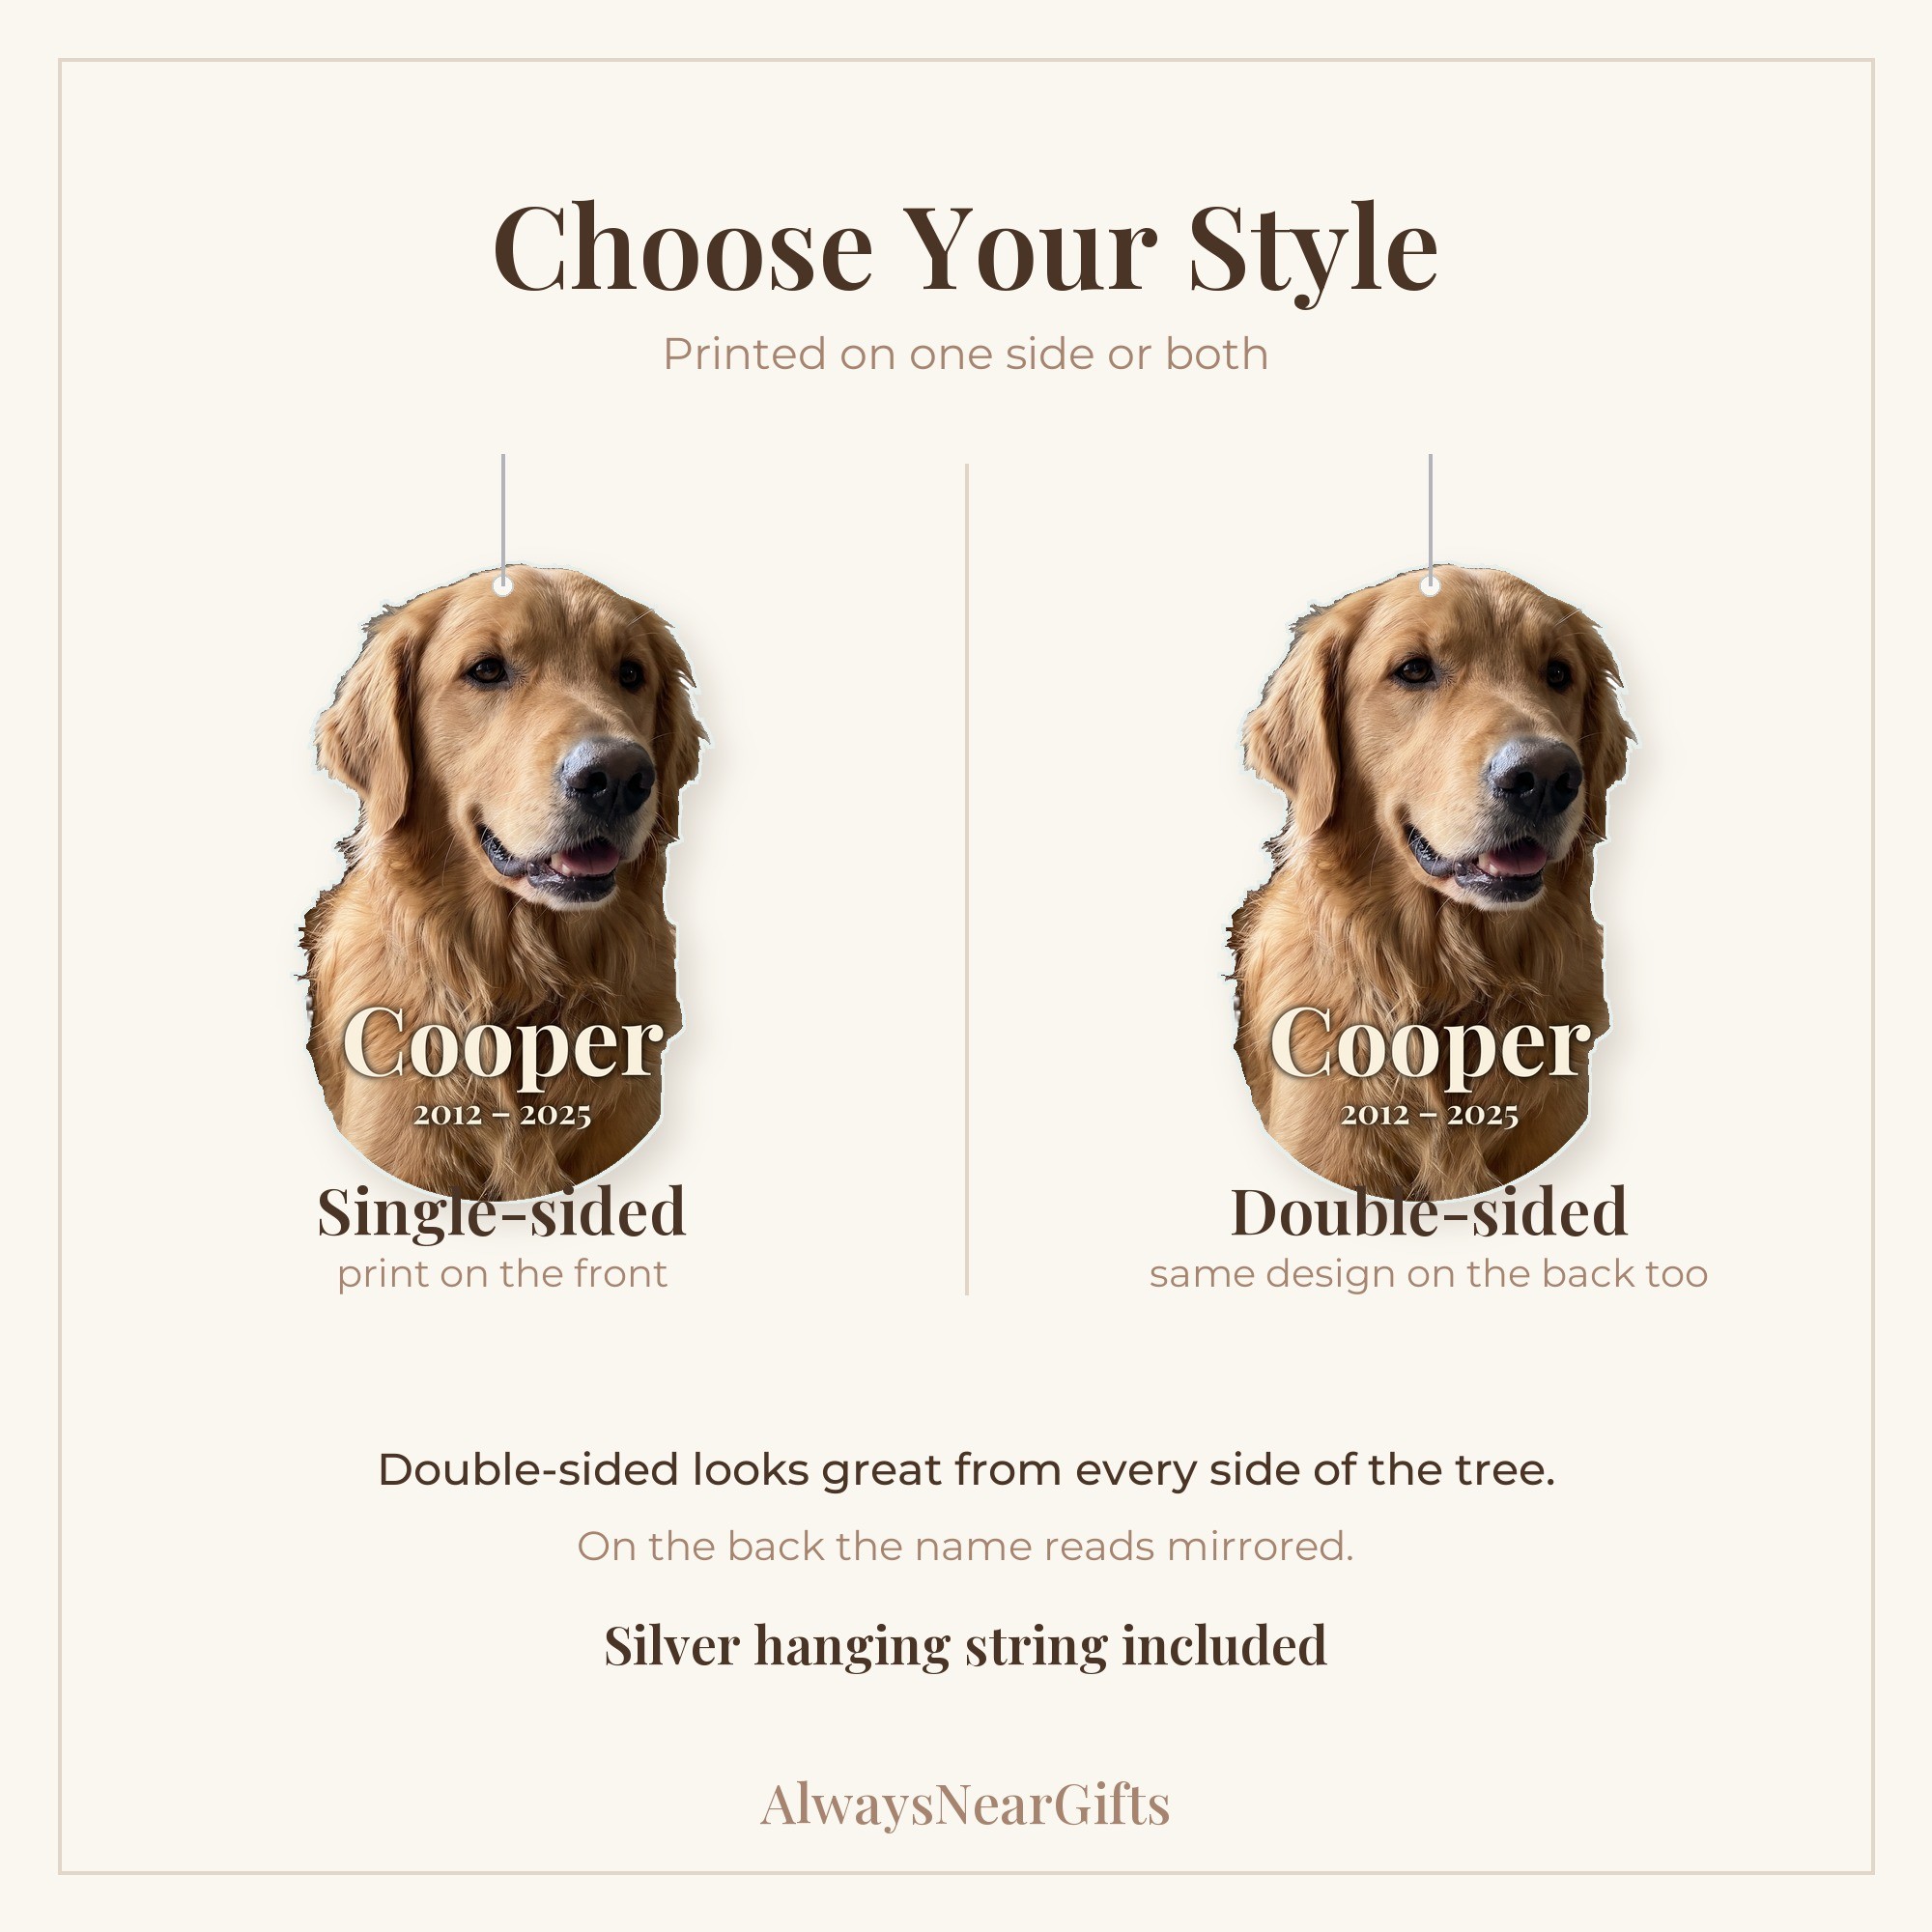 Choose Your Style
Printed on one side or both
Cooper
2012 – 2025
Single-sided
print on the front
Cooper
2012 – 2025
Double-sided
same design on the back too
Double-sided looks great from every side of the tree.
On the back the name reads mirrored.
Silver hanging string included
AlwaysNearGifts